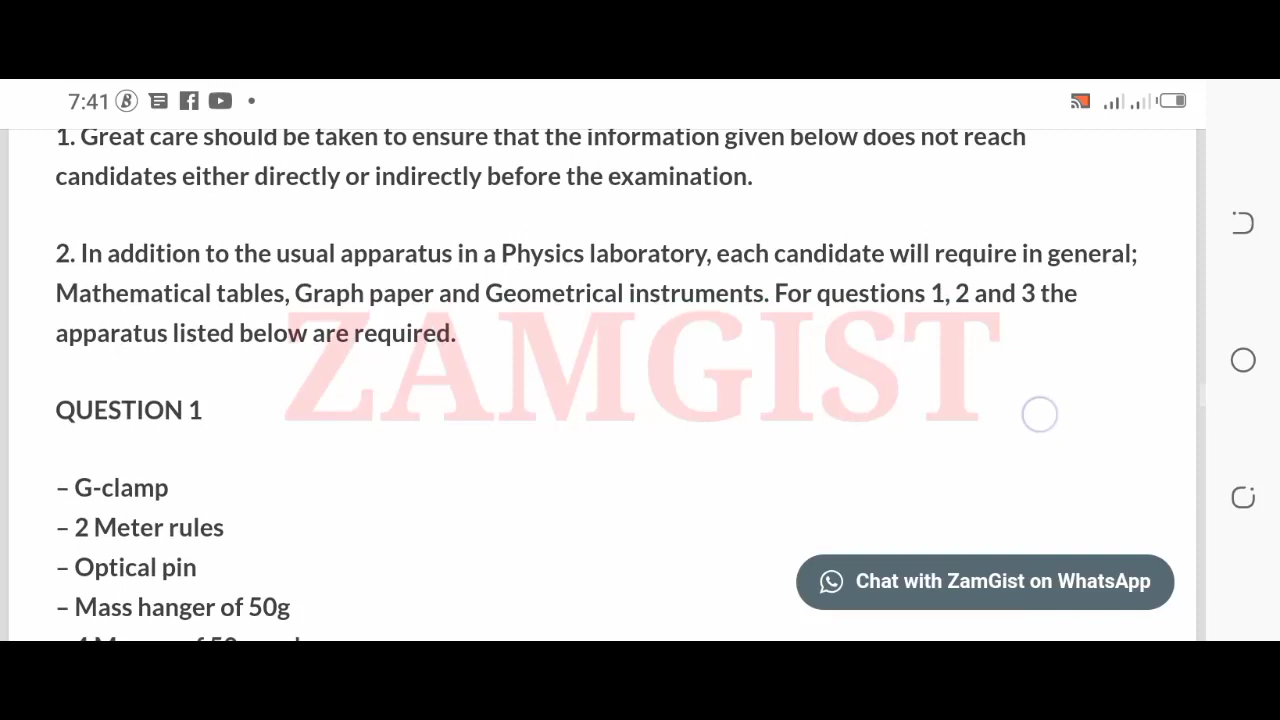 7:41
1. Great care should be taken to ensure that the information given below does not reach
candidates either directly or indirectly before the examination.
2. In addition to the usual apparatus in a Physics laboratory, each candidate will require in general;
Mathematical tables, Graph paper and Geometrical instruments. For questions 1, 2 and 3 the
apparatus listed below are required.
ZAMGIST
QUESTION 1
– G-clamp
– 2 Meter rules
– Optical pin
– Mass hanger of 50g
Chat with ZamGist on WhatsApp